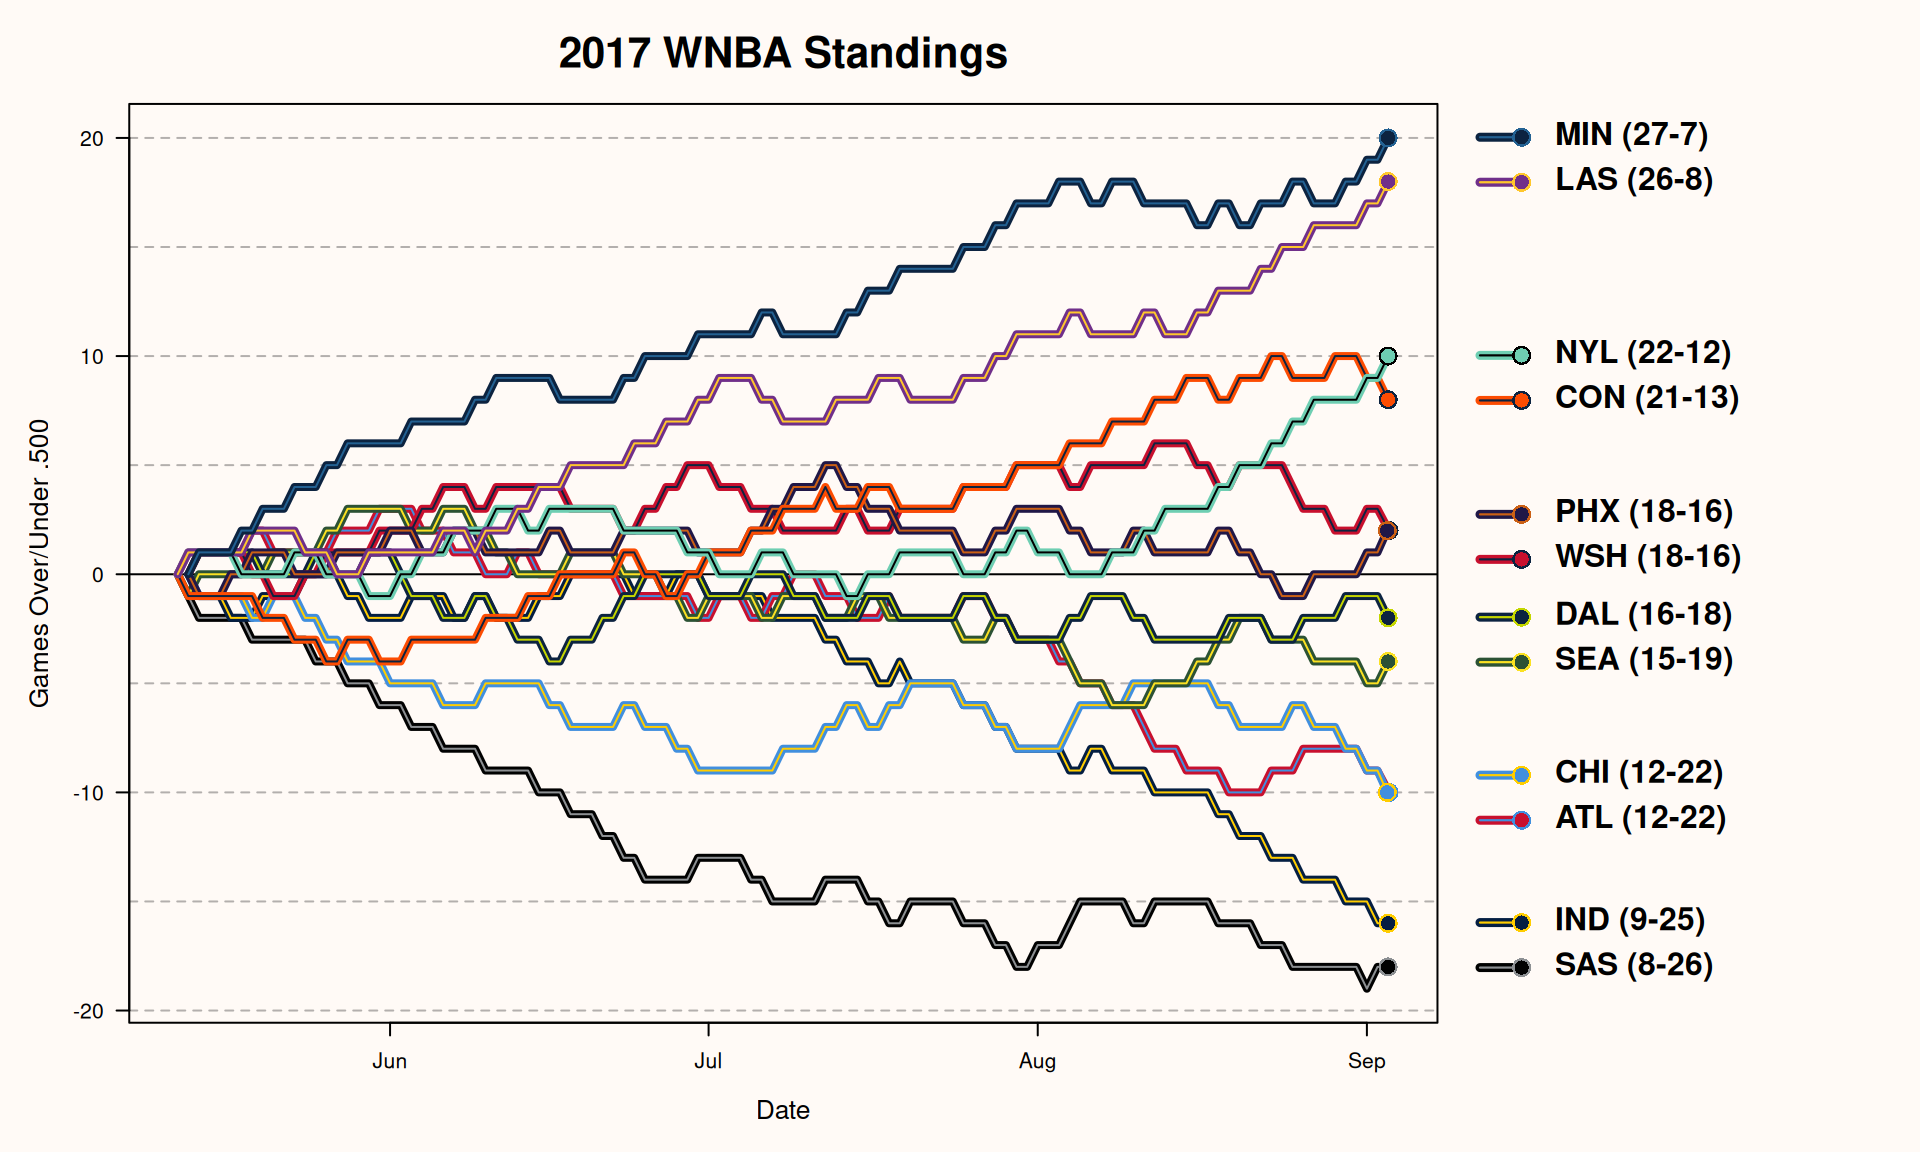 2017 WNBA Standings
20
10
0
-10
-20
Games Over/Under .500
Jun
Jul
Aug
Sep
Date
MIN (27-7)
LAS (26-8)
NYL (22-12)
CON (21-13)
PHX (18-16)
WSH (18-16)
DAL (16-18)
SEA (15-19)
CHI (12-22)
ATL (12-22)
IND (9-25)
SAS (8-26)